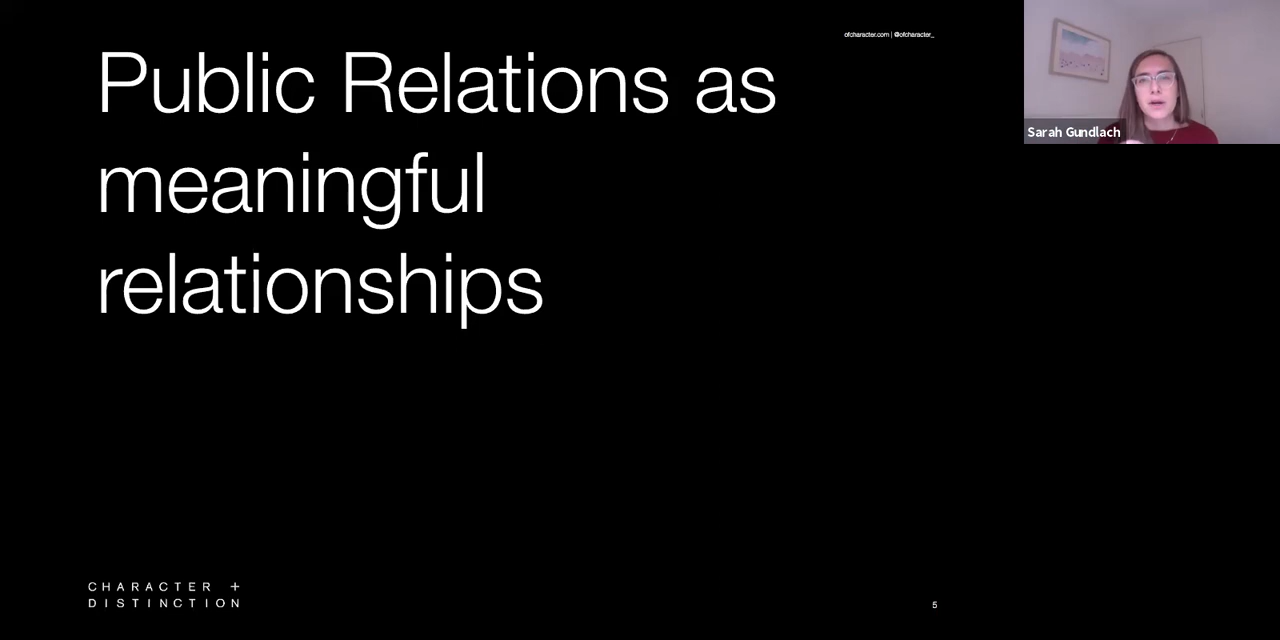 ofcharacter.com | @ofcharacter_
Public Relations as
meaningful
relationships
Sarah Gundlach
CHARACTER +
DISTINCTION
5